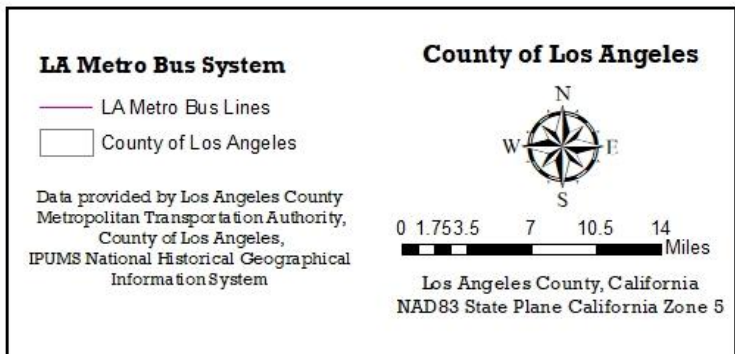 LA Metro Bus System
LA Metro Bus Lines
County of Los Angeles
Data provided by Los Angeles County
Metropolitan Transportation Authority,
County of Los Angeles,
IPUMS National Historical Geographical
Information System
County of Los Angeles
N
W E
S
0 1.75 3.5 7 10.5 14
Miles
Los Angeles County, California
NAD83 State Plane California Zone 5